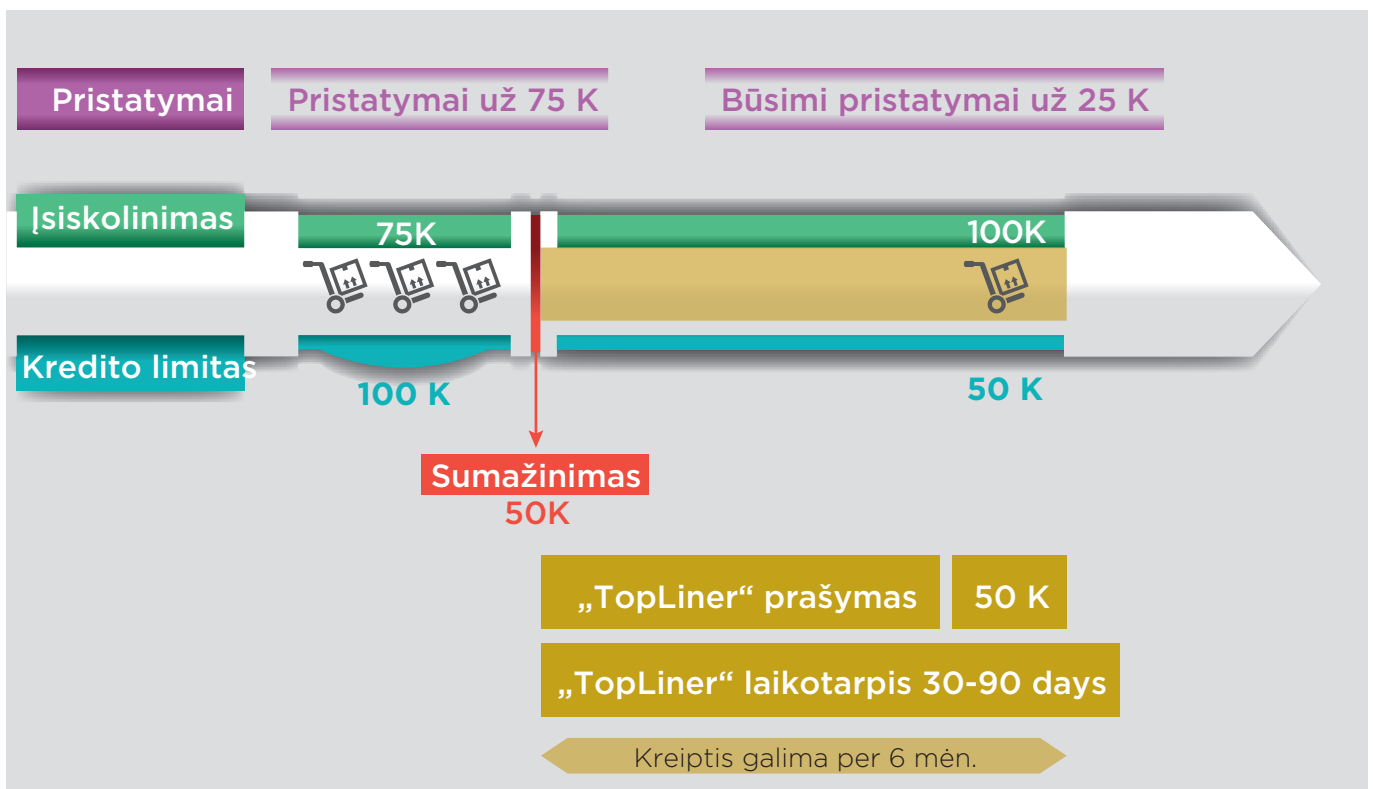 Pristatymai
Pristatymai už 75 K
Būsimi pristatymai už 25 K
Įsiskolinimas
75K
100K
Kredito limitas
100 K
50 K
Sumažinimas
50K
„TopLiner“ prašymas
50 K
„TopLiner“ laikotarpis 30-90 days
Kreiptis galima per 6 mėn.